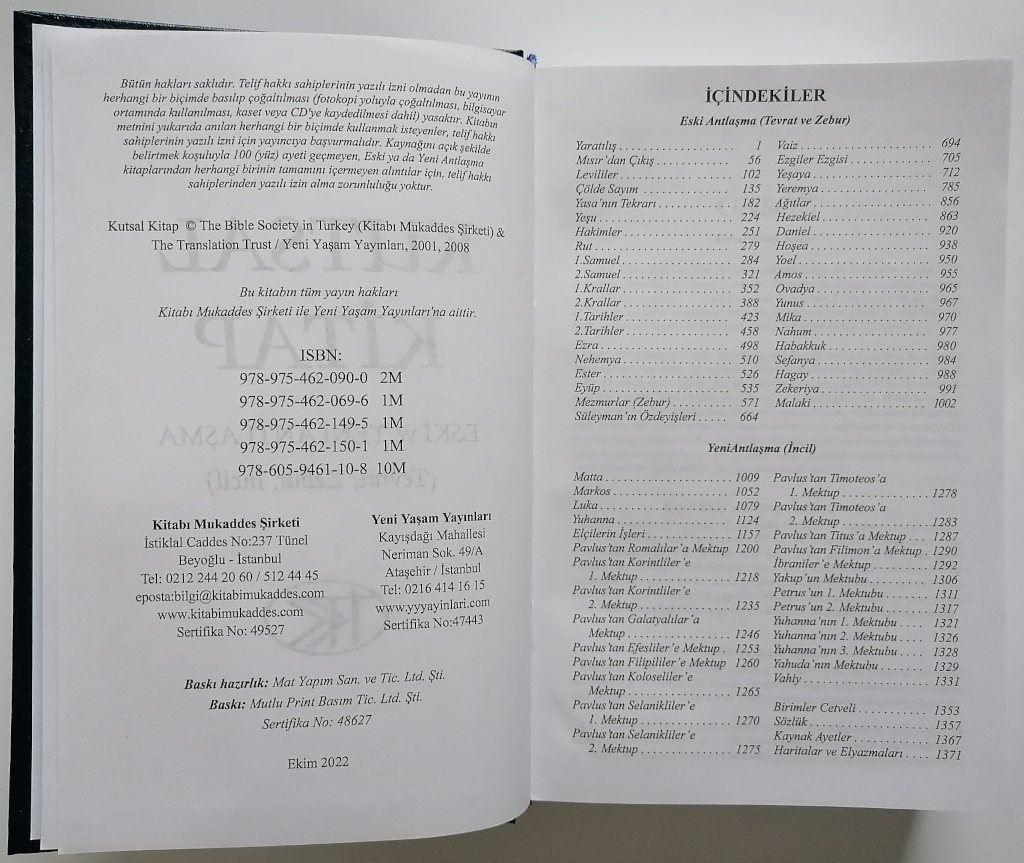 Bütün hakları saklıdır. Telif hakkı sahiplerinin yazılı izni olmadan bu yayının
herhangi bir biçimde basılıp çoğaltılması (fotokopi yoluyla çoğaltılması, bilgisayar
ortamında kullanılması, kaset veya CD'ye kaydedilmesi dahil) yasaktır. Kitabın
metnini yukarıda anılan herhangi bir biçimde kullanmak isteyenler, telif hakkı
sahiplerinin yazılı izni için yayıncıya başvurmalıdır. Kaynağını açık şekilde
belirtmek koşuluyla 100 (yüz) ayeti geçmeyen, Eski ya da Yeni Antlaşma
kitaplarından herhangi birinin tamamını içermeyen alıntılar için, telif hakkı
sahiplerinden yazılı izin alma zorunluluğu yoktur.
Kutsal Kitap © The Bible Society in Turkey (Kitabı Mukaddes Şirketi) &
The Translation Trust / Yeni Yaşam Yayınları, 2001, 2008
Bu kitabın tüm yayın hakları
Kitabı Mukaddes Şirketi ile Yeni Yaşam Yayınları'na aittir.
ISBN:
978-975-462-090-0 2M
978-975-462-069-6 1M
978-975-462-149-5 1M
978-975-462-150-1 1M
978-605-9461-10-8 10M
Kitabı Mukaddes Şirketi
İstiklal Caddes No:237 Tünel
Beyoğlu - İstanbul
Tel: 0212 244 20 60 / 512 44 45
eposta:bilgi@kitabimukaddes.com
www.kitabimukaddes.com
Sertifika No: 49527
Yeni Yaşam Yayınları
Kayışdağı Mahallesi
Neriman Sok. 49/A
Ataşehir / İstanbul
Tel: 0216 414 16 15
www.yyyayinlari.com
Sertifika No:47443
Baskı hazırlık: Mat Yapım San. ve Tic. Ltd. Şti.
Baskı: Mutlu Print Basım Tic. Ltd. Şti.
Sertifika No: 48627
Ekim 2022
İÇİNDEKİLER
Eski Antlaşma (Tevrat ve Zebur)
Yaratılış . . . . . . . . . . 1
Mısır'dan Çıkış . . . . . . . . . . 56
Levililer . . . . . . . . . . 102
Çölde Sayım . . . . . . . . . . 135
Yasa'nın Tekrarı . . . . . . . . . . 182
Yeşu . . . . . . . . . . 224
Hakimler . . . . . . . . . . 251
Rut . . . . . . . . . . 279
1.Samuel . . . . . . . . . . 284
2.Samuel . . . . . . . . . . 321
1.Krallar . . . . . . . . . . 352
2.Krallar . . . . . . . . . . 388
1.Tarihler . . . . . . . . . . 423
2.Tarihler . . . . . . . . . . 458
Ezra . . . . . . . . . . 498
Nehemya . . . . . . . . . . 510
Ester . . . . . . . . . . 526
Eyüp . . . . . . . . . . 535
Mezmurlar (Zebur) . . . . . . . . . . 571
Süleyman'ın Özdeyişleri . . . . . 664
Vaiz . . . . . . . . . . 694
Ezgiler Ezgisi . . . . . . . . . . 705
Yeşaya . . . . . . . . . . 712
Yeremya . . . . . . . . . . 785
Ağıtlar . . . . . . . . . . 856
Hezekiel . . . . . . . . . . 863
Daniel . . . . . . . . . . 920
Hoşea . . . . . . . . . . 938
Yoel . . . . . . . . . . 950
Amos . . . . . . . . . . 955
Ovadya . . . . . . . . . . 965
Yunus . . . . . . . . . . 967
Mika . . . . . . . . . . 970
Nahum . . . . . . . . . . 977
Habakkuk . . . . . . . . . . 980
Sefanya . . . . . . . . . . 984
Hagay . . . . . . . . . . 988
Zekeriya . . . . . . . . . . 991
Malaki . . . . . . . . . . 1002
YeniAntlaşma (İncil)
Matta . . . . . . . . . . 1009
Markos . . . . . . . . . . 1052
Luka . . . . . . . . . . 1079
Yuhanna . . . . . . . . . . 1124
Elçilerin İşleri . . . . . . . . . . 1157
Pavlus'tan Romalılar'a Mektup 1200
Pavlus'tan Korintliler'e
1. Mektup . . . . . . . . . . 1218
Pavlus'tan Korintliler'e
2. Mektup . . . . . . . . . . 1235
Pavlus'tan Galatyalılar'a
Mektup . . . . . . . . . . 1246
Pavlus'tan Efesliler'e Mektup . 1253
Pavlus'tan Filipililer'e Mektup 1260
Pavlus'tan Koloseliler'e
Mektup . . . . . . . . . . 1265
Pavlus'tan Selanikliler'e
1. Mektup . . . . . . . . . . 1270
Pavlus'tan Selanikliler'e
2. Mektup . . . . . . . . . . 1275
Pavlus'tan Timoteos'a
1. Mektup . . . . . . . . . . 1278
Pavlus'tan Timoteos'a
2. Mektup . . . . . . . . . . 1283
Pavlus'tan Titus'a Mektup . . . 1287
Pavlus'tan Filimon'a Mektup . 1290
İbraniler'e Mektup . . . . . . . . 1292
Yakup'un Mektubu . . . . . . . . 1306
Petrus'un 1. Mektubu . . . . . . 1311
Petrus'un 2. Mektubu . . . . . . 1317
Yuhanna'nın 1. Mektubu . . . . 1321
Yuhanna'nın 2. Mektubu . . . . 1326
Yuhanna'nın 3. Mektubu . . . . 1328
Yahuda'nın Mektubu . . . . . . . 1329
Vahiy . . . . . . . . . . 1331
Birimler Cetveli . . . . . . . . . . 1353
Sözlük . . . . . . . . . . 1357
Kaynak Ayetler . . . . . . . . . . 1367
Haritalar ve Elyazmaları . . . . 1371